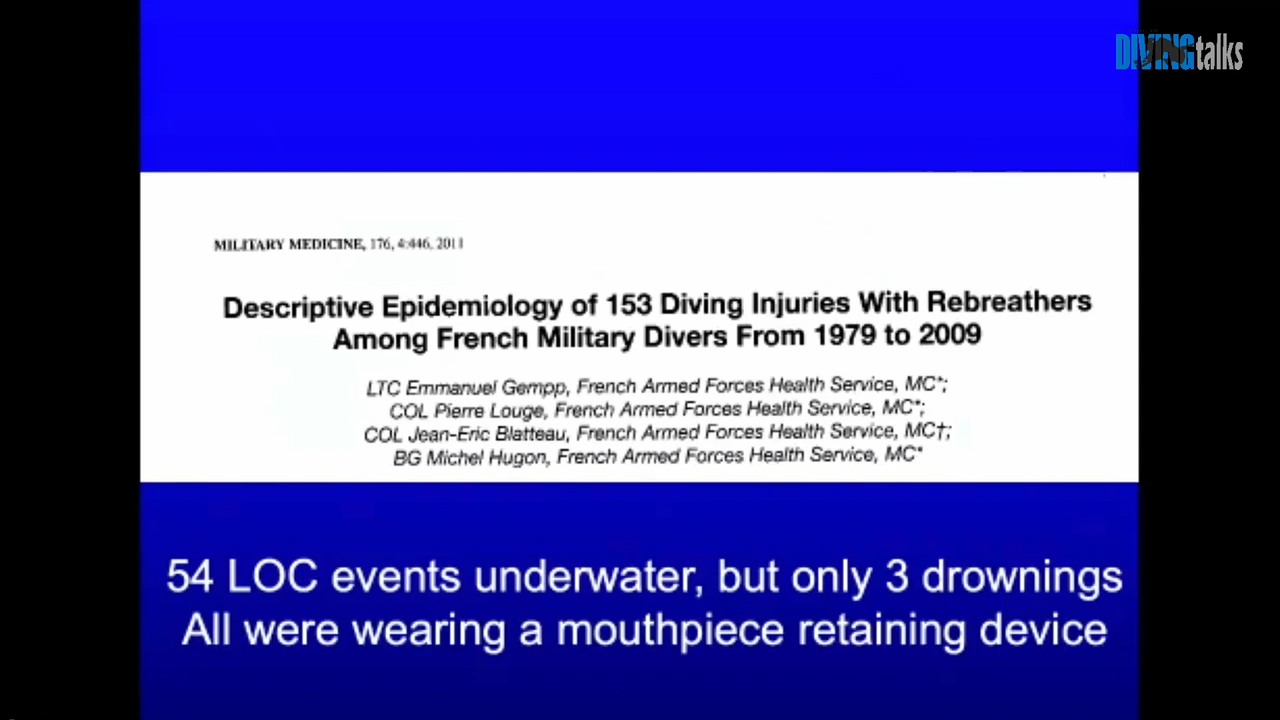 DIVINGtalks
MILITARY MEDICINE, 176, 4:446, 2011
Descriptive Epidemiology of 153 Diving Injuries With Rebreathers
Among French Military Divers From 1979 to 2009
LTC Emmanuel Gempp, French Armed Forces Health Service, MC*;
COL Pierre Louge, French Armed Forces Health Service, MC*;
COL Jean-Eric Blatteau, French Armed Forces Health Service, MC†;
BG Michel Hugon, French Armed Forces Health Service, MC*
54 LOC events underwater, but only 3 drownings
All were wearing a mouthpiece retaining device